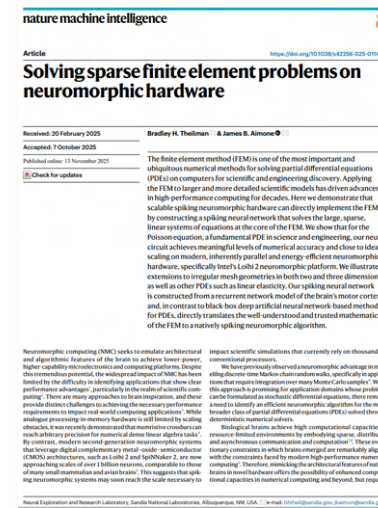 nature machine intelligence
Article
https://doi.org/10.1038/s42256-025-0114
Solving sparse finite element problems on
neuromorphic hardware
Received: 20 February 2025
Bradley H. Theilman & James B. Aimone
Accepted: 7 October 2025
Published online: 13 November 2025
Check for updates
The finite element method (FEM) is one of the most important and
ubiquitous numerical methods for solving partial differential equations
(PDEs) on computers for scientific and engineering discovery. Applying
the FEM to larger and more detailed scientific models has driven advance
in high-performance computing for decades. Here we demonstrate that
scalable spiking neuromorphic hardware can directly implement the FEM
by constructing a spiking neural network that solves the large, sparse,
linear systems of equations at the core of the FEM. We show that for the
Poisson equation, a fundamental PDE in science and engineering, our neu
circuit achieves meaningful levels of numerical accuracy and close to idea
scaling on modern, inherently parallel and energy-efficient neuromorphic
hardware, specifically Intel's Loihi 2 neuromorphic platform. We illustrate
extensions to irregular mesh geometries in both two and three dimension
as well as other PDEs such as linear elasticity. Our spiking neural network
is constructed from a recurrent network model of the brain's motor cortex
and, in contrast to black-box deep artificial neural network-based method
for PDEs, directly translates the well-understood and trusted mathematic
of the FEM to a natively spiking neuromorphic algorithm.
Neuromorphic computing (NMC) seeks to emulate architectural
and algorithmic features of the brain to achieve lower-power,
higher-capability microelectronics and computing platforms. Despite
this tremendous potential, the widespread impact of NMC has been
limited by the difficulty in identifying applications that show clear
performance advantages, particularly in the realm of scientific com-
puting. There are many approaches to brain inspiration, and these
provide distinct challenges to achieving the necessary performance
requirements to impact real-world computing applications. While
analogue processing-in memory hardware is still limited by scaling
obstacles, it was recently demonstrated that memristive crossbars can
reach arbitrary precision for numerical dense linear algebra tasks.
By contrast, modern second generation neuromorphic systems
that leverage digital complementary metal-oxide-semiconductor
(CMOS) architectures, such as Loihi 2 and SpiNNaker 2, are now
approaching scales of over 1 billion neurons, comparable to those
of many small mammalian and avian brains. This suggests that spik-
ing neuromorphic systems may soon reach the scale necessary to
impact scientific simulations that currently rely on thousand
conventional processors.
We have previously observed a neuromorphic advantage in m
elling discrete-time Markov chain random walks, specifically in appl
tions that require integration over many Monte Carlo samples. W
this approach is promising for application domains whose probl
can be formulated as stochastic differential equations, there rem
a need to identify an efficient neuromorphic algorithm for the m
broader class of partial differential equations (PDEs) solved thro
deterministic numerical solvers.
Biological brains achieve high computational capacitie
resource-limited environments by embodying sparse, distribu
and asynchronous communication and computation. These ev
tionary constraints in which brains emerged are remarkably alig
with the constraints faced by modern high-performance numer
computing. Therefore, mimicking the architectural features of nat
brains in novel hardware offers the possibility of enhanced comp
tational capacities in numerical computing and beyond, but requ
Neural Exploration and Research Laboratory, Sandia National Laboratories, Albuquerque, NM, USA. e-mail: bhtheil@sandia.gov; jbaimon@sandia.g